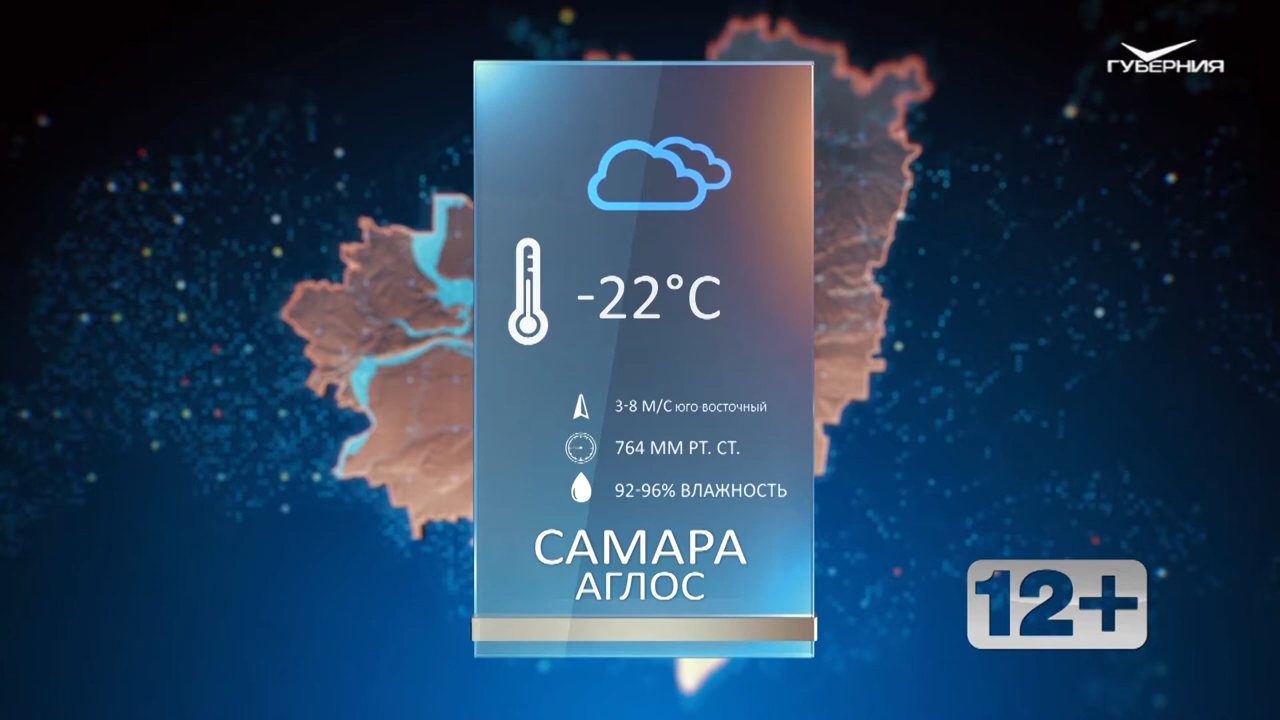 ГУБЕРНИЯ
-22°C
3-8 М/С юго восточный
764 ММ РТ. СТ.
92-96% ВЛАЖНОСТЬ
САМАРА
АГЛОС
12+